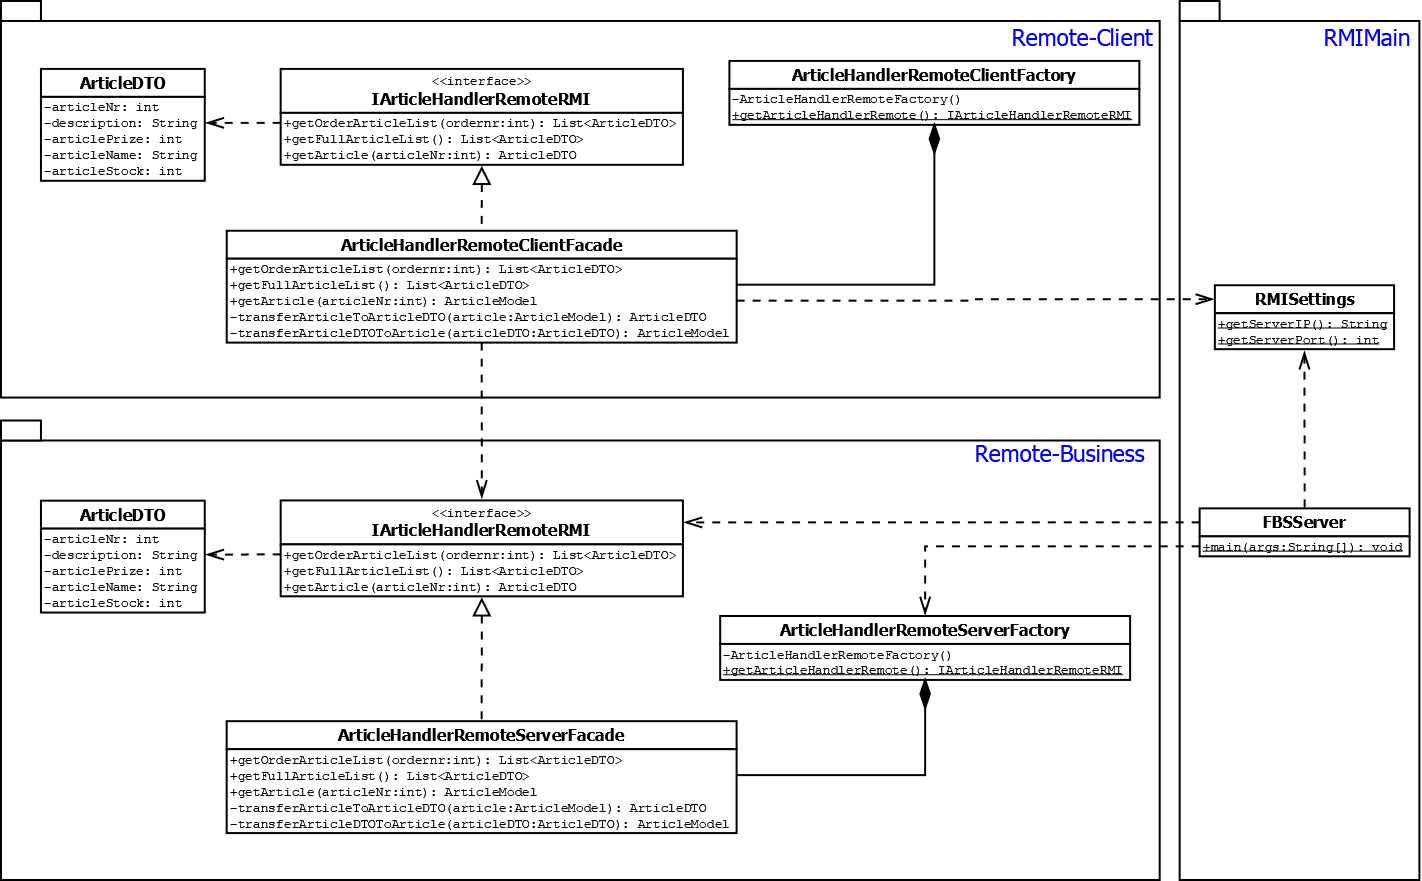 Remote-Client
RMIMain
ArticleDTO
-articleNr: int
-description: String
-articlePrize: int
-articleName: String
-articleStock: int
<<interface>>
IArticleHandlerRemoteRMI
+getOrderArticleList(ordernr:int): List<ArticleDTO>
+getFullArticleList(): List<ArticleDTO>
+getArticle(articleNr:int): ArticleDTO
ArticleHandlerRemoteClientFactory
-ArticleHandlerRemoteFactory()
+getArticleHandlerRemote(): IArticleHandlerRemoteRMI
ArticleHandlerRemoteClientFacade
+getOrderArticleList(ordernr:int): List<ArticleDTO>
+getFullArticleList(): List<ArticleDTO>
+getArticle(articleNr:int): ArticleModel
-transferArticleToArticleDTO(article:ArticleModel): ArticleDTO
-transferArticleDTOToArticle(articleDTO:ArticleDTO): ArticleModel
RMISettings
+getServerIP(): String
+getServerPort(): int
Remote-Business
ArticleDTO
-articleNr: int
-description: String
-articlePrize: int
-articleName: String
-articleStock: int
<<interface>>
IArticleHandlerRemoteRMI
+getOrderArticleList(ordernr:int): List<ArticleDTO>
+getFullArticleList(): List<ArticleDTO>
+getArticle(articleNr:int): ArticleDTO
FBSServer
+main(args:String[]): void
ArticleHandlerRemoteServerFactory
-ArticleHandlerRemoteFactory()
+getArticleHandlerRemote(): IArticleHandlerRemoteRMI
ArticleHandlerRemoteServerFacade
+getOrderArticleList(ordernr:int): List<ArticleDTO>
+getFullArticleList(): List<ArticleDTO>
+getArticle(articleNr:int): ArticleModel
-transferArticleToArticleDTO(article:ArticleModel): ArticleDTO
-transferArticleDTOToArticle(articleDTO:ArticleDTO): ArticleModel